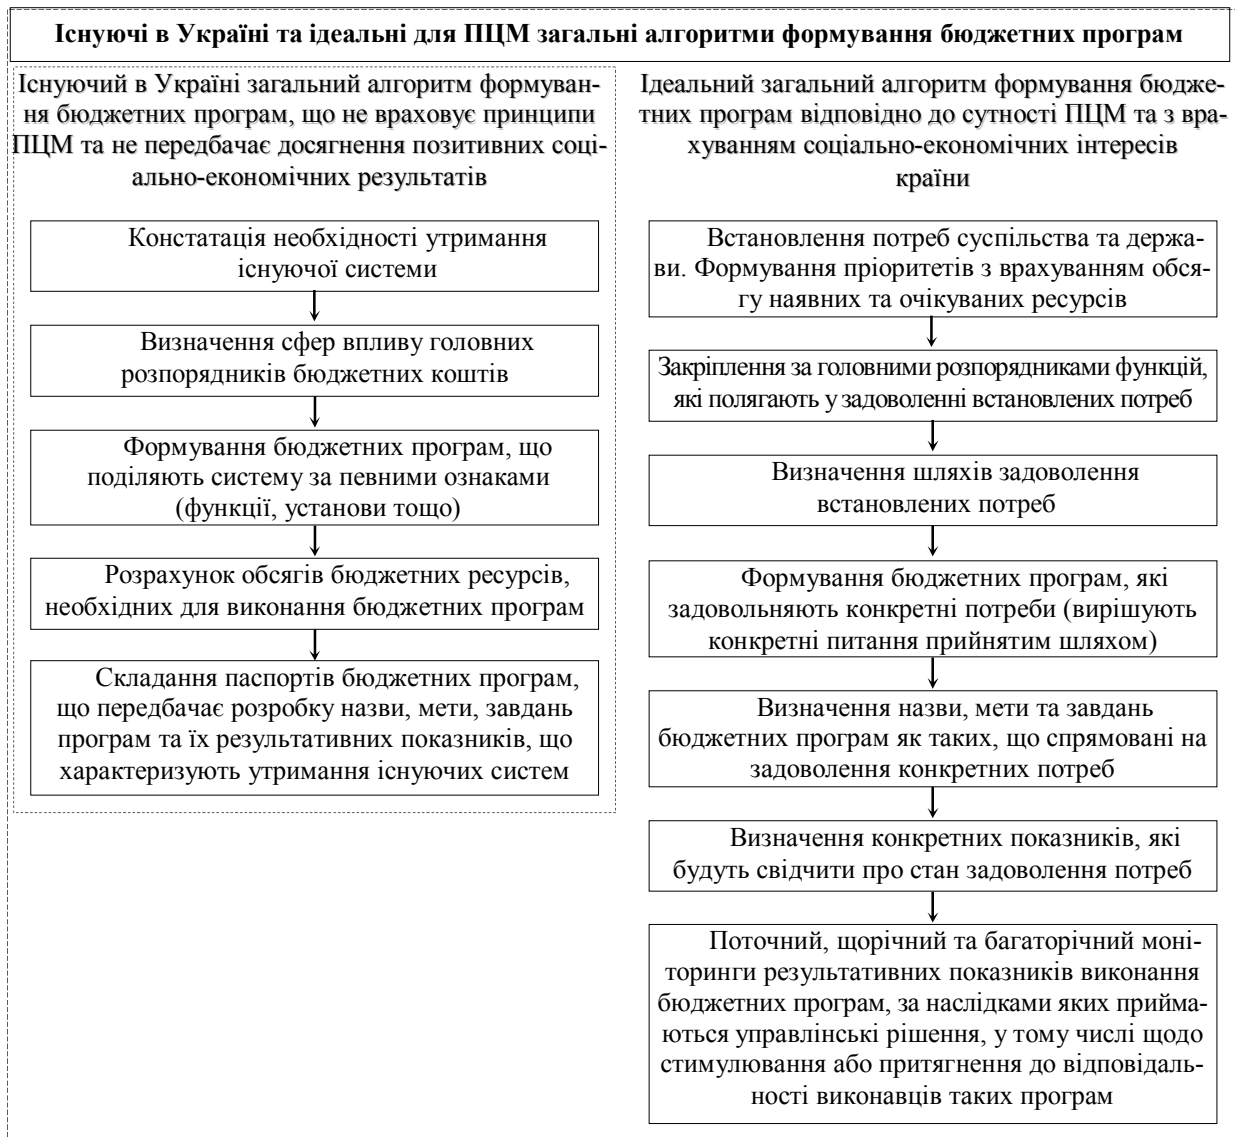 Існуючі в Україні та ідеальні для ПЦМ загальні алгоритми формування бюджетних програм
Існуючий в Україні загальний алгоритм формуван-
ня бюджетних програм, що не враховує принципи
ПЦМ та не передбачає досягнення позитивних соці-
ально-економічних результатів
Констатація необхідності утримання
існуючої системи
Визначення сфер впливу головних
розпорядників бюджетних коштів
Формування бюджетних програм, що
поділяють систему за певними ознаками
(функції, установи тощо)
Розрахунок обсягів бюджетних ресурсів,
необхідних для виконання бюджетних програм
Складання паспортів бюджетних програм,
що передбачає розробку назви, мети, завдань
програм та їх результативних показників, що
характеризують утримання існуючих систем
Ідеальний загальний алгоритм формування бюдже-
тних програм відповідно до сутності ПЦМ та з вра-
хуванням соціально-економічних інтересів
країни
Встановлення потреб суспільства та держа-
ви. Формування пріоритетів з врахуванням обся-
гу наявних та очікуваних ресурсів
Закріплення за головними розпорядниками функцій,
які полягають у задоволенні встановлених потреб
Визначення шляхів задоволення
встановлених потреб
Формування бюджетних програм, які
задовольняють конкретні потреби (вирішують
конкретні питання прийнятим шляхом)
Визначення назви, мети та завдань
бюджетних програм як таких, що спрямовані на
задоволення конкретних потреб
Визначення конкретних показників, які
будуть свідчити про стан задоволення потреб
Поточний, щорічний та багаторічний моні-
торинги результативних показників виконання
бюджетних програм, за наслідками яких прийма-
ються управлінські рішення, у тому числі щодо
стимулювання або притягнення до відповідаль-
ності виконавців таких програм